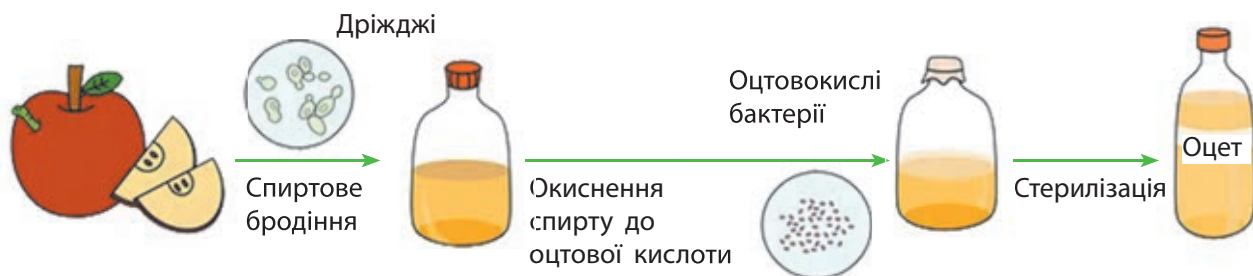 Дріжджі
Спиртове
бродіння
Окиснення
спирту до
оцтової кислоти
Оцтовокислі
бактерії
Стерилізація
Оцет